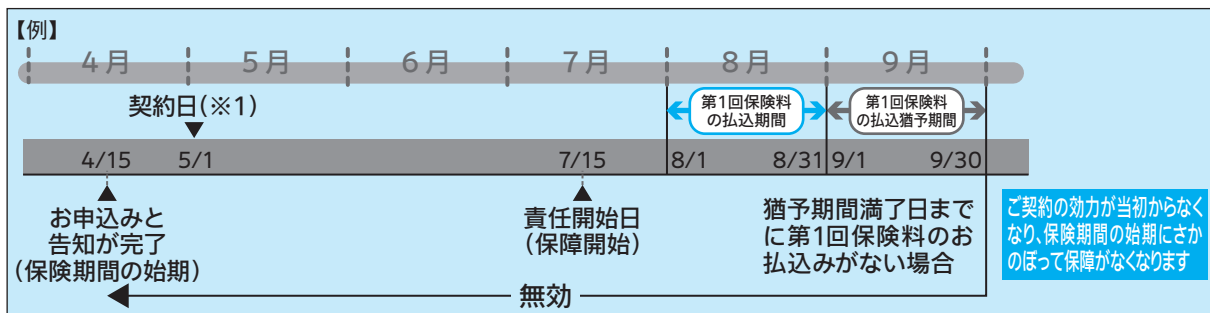 【例】
4月 5月 6月 7月 8月 9月
契約日(※1)
第1回保険料
の払込期間
第1回保険料
の払込猶予期間
4/15 5/1 7/15 8/1 8/31 9/1 9/30
お申込みと
告知が完了
(保険期間の始期)
責任開始日
(保障開始)
猶予期間満了日まで
に第1回保険料のお
払込みがない場合
ご契約の効力が当初からなく
なり、保険期間の始期にさか
のぼって保障がなくなります
無効